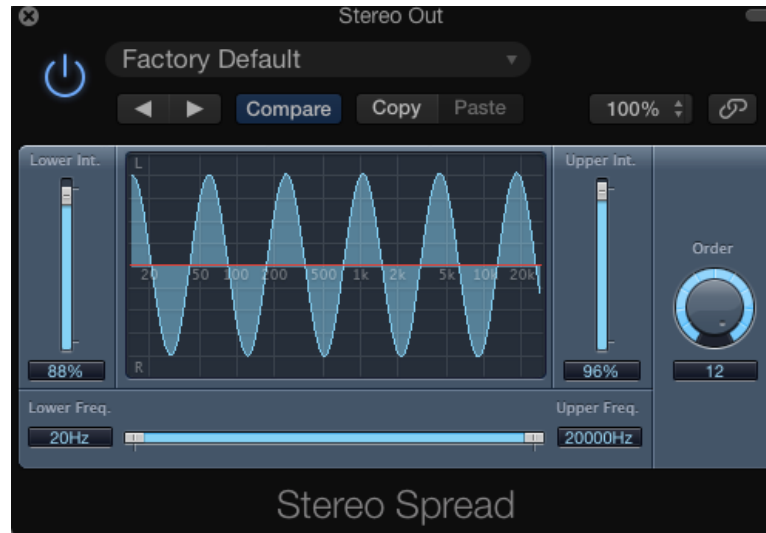 Stereo Out
Factory Default
Compare Copy Paste 100%
Lower Int. L Upper Int.
Order
20 50 100 200 500 1k 2k 5k 10k 20k
R
88% 96% 12
Lower Freq. Upper Freq.
20Hz 20000Hz
Stereo Spread